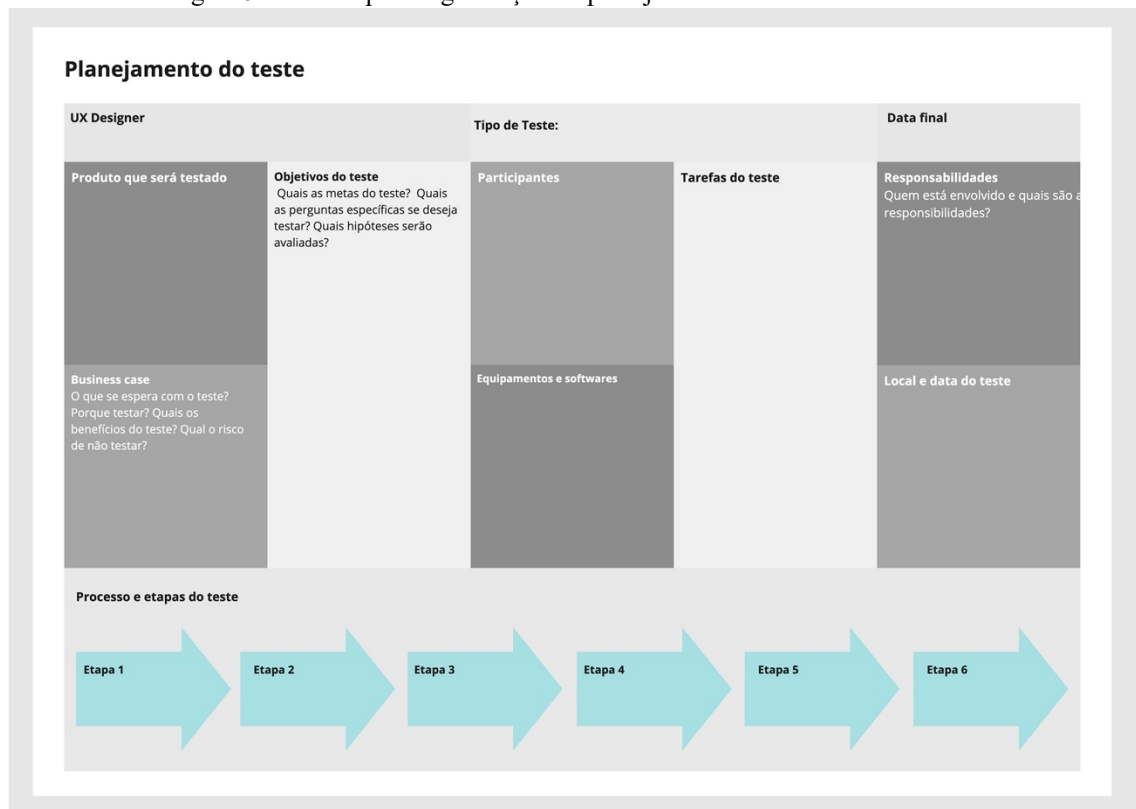 Planejamento do teste
UX Designer
Tipo de Teste:
Data final
Produto que será testado
Objetivos do teste
Quais as metas do teste? Quais
as perguntas específicas se deseja
testar? Quais hipóteses serão
avaliadas?
Participantes
Tarefas do teste
Responsabilidades
Quem está envolvido e quais são
responsibilidades?
Business case
O que se espera com o teste?
Porque testar? Quais os
benefícios do teste? Qual o risco
de não testar?
Equipamentos e softwares
Local e data do teste
Processo e etapas do teste
Etapa 1
Etapa 2
Etapa 3
Etapa 4
Etapa 5
Etapa 6